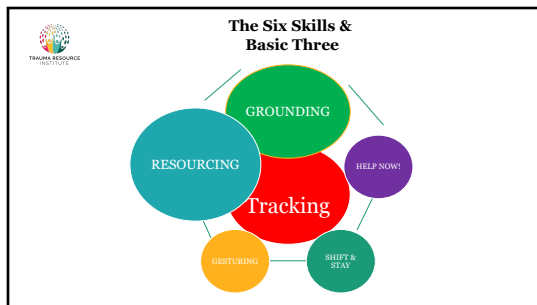 The Six Skills &
Basic Three
TRAUMA RESOURCE
INSTITUTE
GROUNDING
RESOURCING
HELP NOW!
Tracking
GESTURING
SHIFT &
STAY